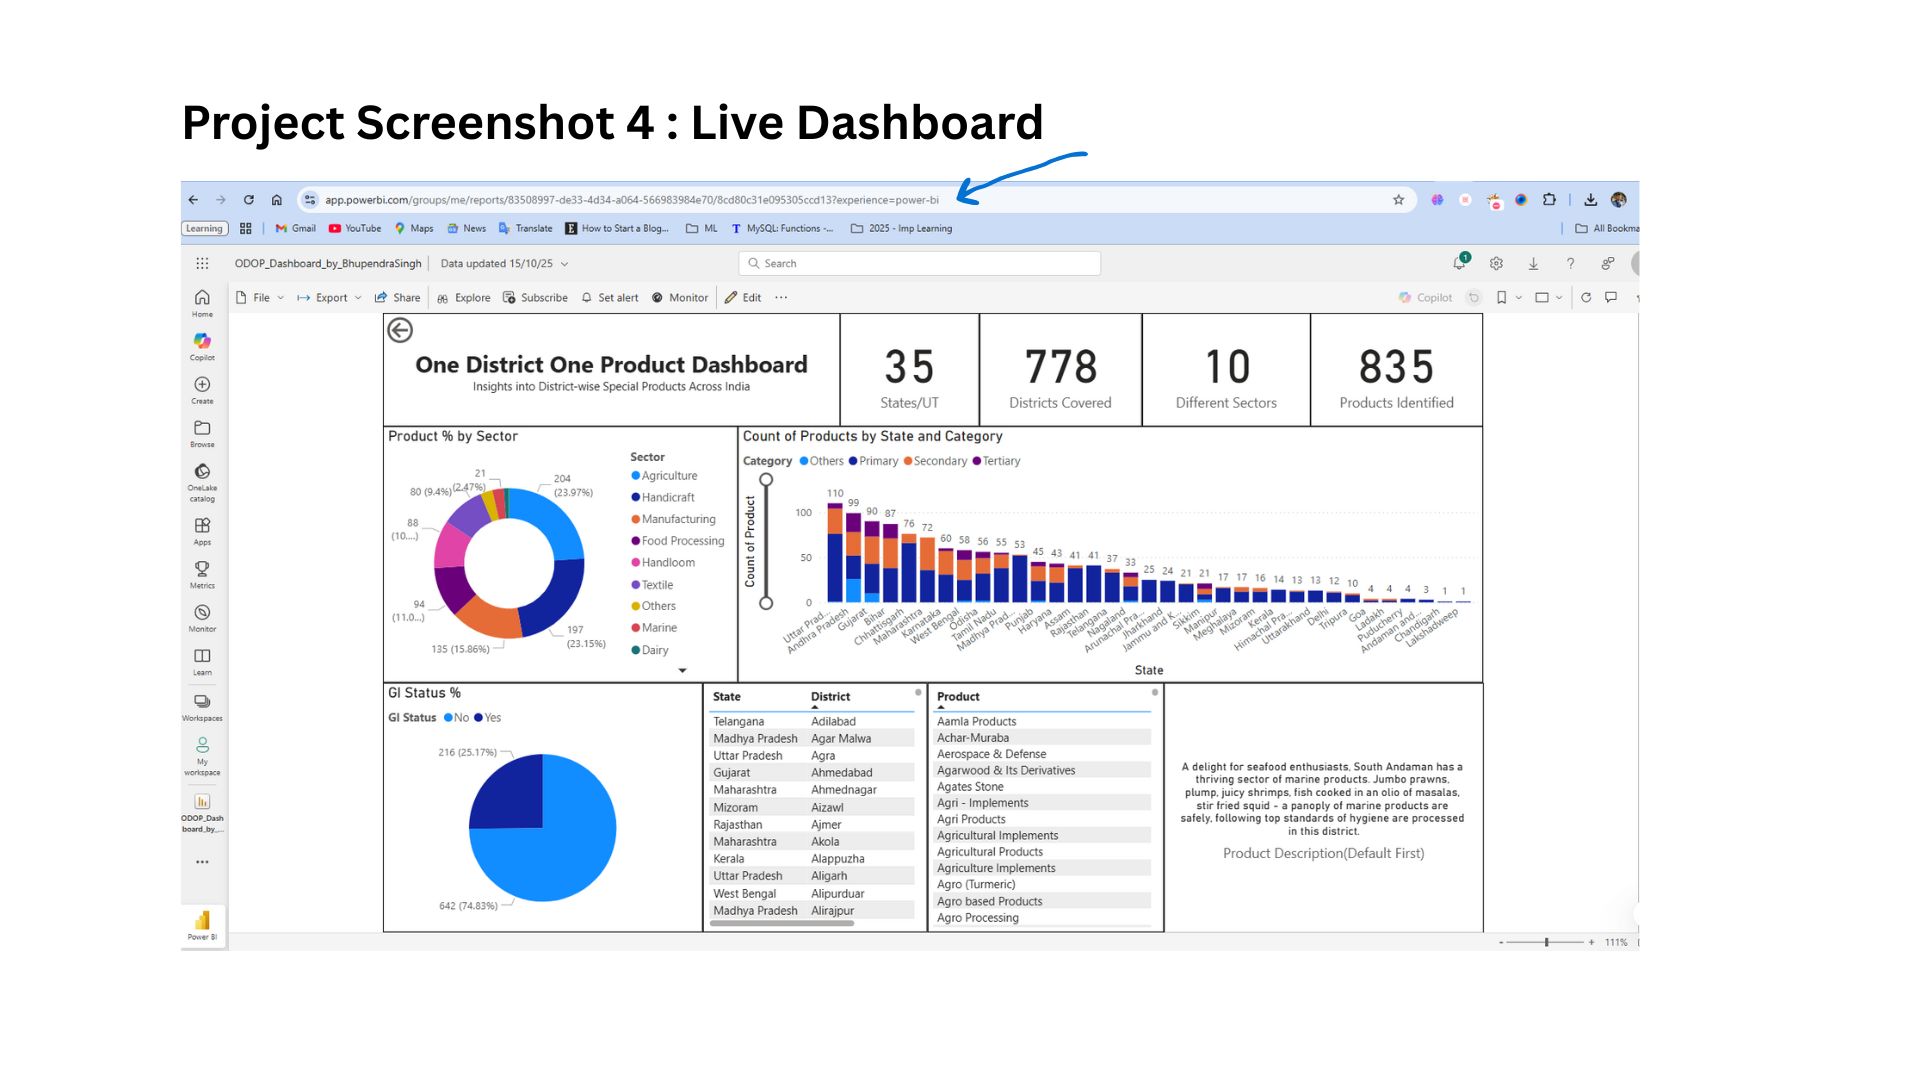 Project Screenshot 4 : Live Dashboard
app.powerbi.com/groups/me/reports/83508997-de33-4d34-a064-566983984e70/8cd80c31e095305ccd13?experience=power-bi
Learning
Gmail
YouTube
Maps
News
Translate
How to Start a Blog...
ML
MySQL: Functions -...
2025 - Imp Learning
All Bookma
ODOP_Dashboard_by_BhupendraSingh
Data updated 15/10/25
Search
1
File
Export
Share
Explore
Subscribe
Set alert
Monitor
Edit
Copilot
Home
Copilot
Create
Browse
OneLake
catalog
Apps
Metrics
Monitor
Learn
Workspaces
My
workspace
ODOP_Dash
board_by_...
Power BI
One District One Product Dashboard
Insights into District-wise Special Products Across India
35
States/UT
778
Districts Covered
10
Different Sectors
835
Products Identified
Product % by Sector
21
(2.47%)
204
(23.97%)
80 (9.4%)
88
(10....)
94
(11.0...)
135 (15.86%)
197
(23.15%)
Sector
Agriculture
Handicraft
Manufacturing
Food Processing
Handloom
Textile
Others
Marine
Dairy
Count of Products by State and Category
Category Others Primary Secondary Tertiary
Count of Product
100
50
0
110 99 90 87 76 72 60 58 56 55 53 45 43 41 41 37 33 25 24 21 21 17 17 16 14 13 13 12 10 4 4 4 3 1 1
Uttar Prad...
Andhra Pradesh
Gujarat
Bihar
Chhattisgarh
Maharashtra
Karnataka
West Bengal
Odisha
Tamil Nadu
Madhya Prad...
Punjab
Haryana
Assam
Rajasthan
Telangana
Nagaland
Arunachal Pra...
Jharkhand
Jammu and K...
Sikkim
Manipur
Meghalaya
Mizoram
Kerala
Himachal Pra...
Uttarakhand
Delhi
Tripura
Goa
Ladakh
Puducherry
Andaman and...
Chandigarh
Lakshadweep
State
GI Status %
GI Status No Yes
216 (25.17%)
642 (74.83%)
State District
Telangana Adilabad
Madhya Pradesh Agar Malwa
Uttar Pradesh Agra
Gujarat Ahmedabad
Maharashtra Ahmednagar
Mizoram Aizawl
Rajasthan Ajmer
Maharashtra Akola
Kerala Alappuzha
Uttar Pradesh Aligarh
West Bengal Alipurduar
Madhya Pradesh Alirajpur
Product
Aamla Products
Achar-Muraba
Aerospace & Defense
Agarwood & Its Derivatives
Agates Stone
Agri - Implements
Agri Products
Agricultural Implements
Agricultural Products
Agriculture Implements
Agro (Turmeric)
Agro based Products
Agro Processing
A delight for seafood enthusiasts, South Andaman has a
thriving sector of marine products. Jumbo prawns,
plump, juicy shrimps, fish cooked in an olio of masalas,
stir fried squid - a panoply of marine products are
safely, following top standards of hygiene are processed
in this district.
Product Description(Default First)
- + 111%